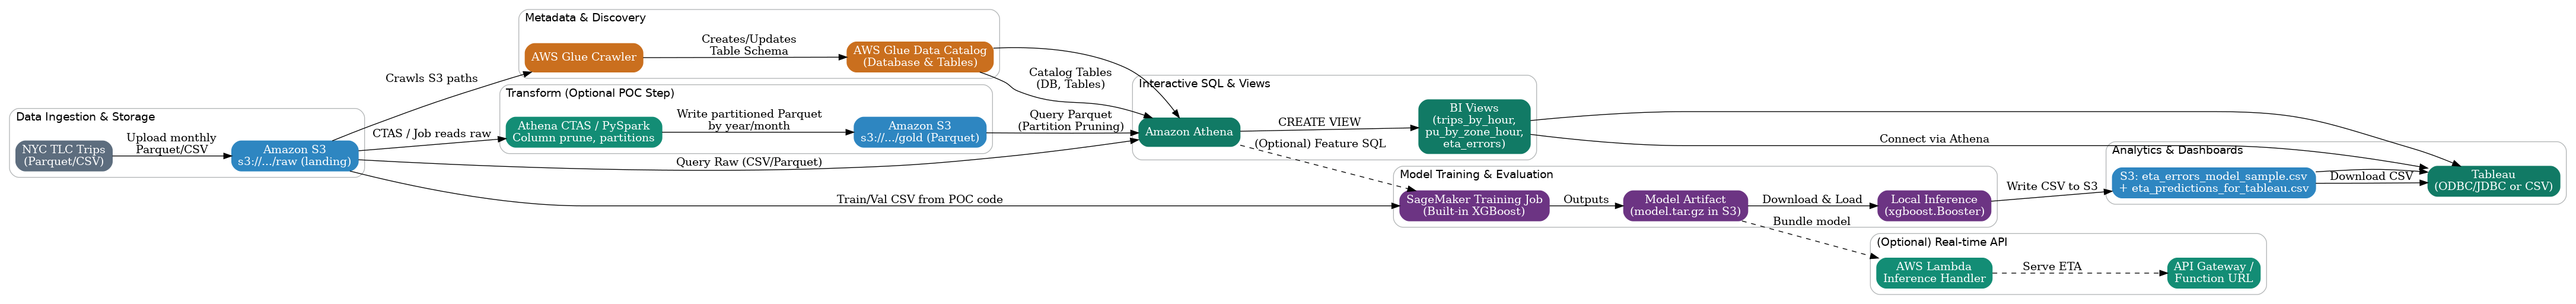 Data Ingestion & Storage
NYC TLC Trips
(Parquet/CSV)
Upload monthly
Parquet/CSV
Amazon S3
s3://.../raw (landing)
Crawls S3 paths
CTAS / Job reads raw
Query Raw (CSV/Parquet)
Train/Val CSV from POC code
Metadata & Discovery
AWS Glue Crawler
Creates/Updates
Table Schema
AWS Glue Data Catalog
(Database & Tables)
Catalog Tables
(DB, Tables)
Transform (Optional POC Step)
Athena CTAS / PySpark
Column prune, partitions
Write partitioned Parquet
by year/month
Amazon S3
s3://.../gold (Parquet)
Query Parquet
(Partition Pruning)
Interactive SQL & Views
Amazon Athena
CREATE VIEW
BI Views
(trips_by_hour,
pu_by_zone_hour,
eta_errors)
(Optional) Feature SQL
Connect via Athena
Model Training & Evaluation
SageMaker Training Job
(Built-in XGBoost)
Outputs
Model Artifact
(model.tar.gz in S3)
Download & Load
Local Inference
(xgboost.Booster)
Write CSV to S3
Bundle model
Analytics & Dashboards
S3: eta_errors_model_sample.csv
+ eta_predictions_for_tableau.csv
Download CSV
Tableau
(ODBC/JDBC or CSV)
(Optional) Real-time API
AWS Lambda
Inference Handler
Serve ETA
API Gateway /
Function URL